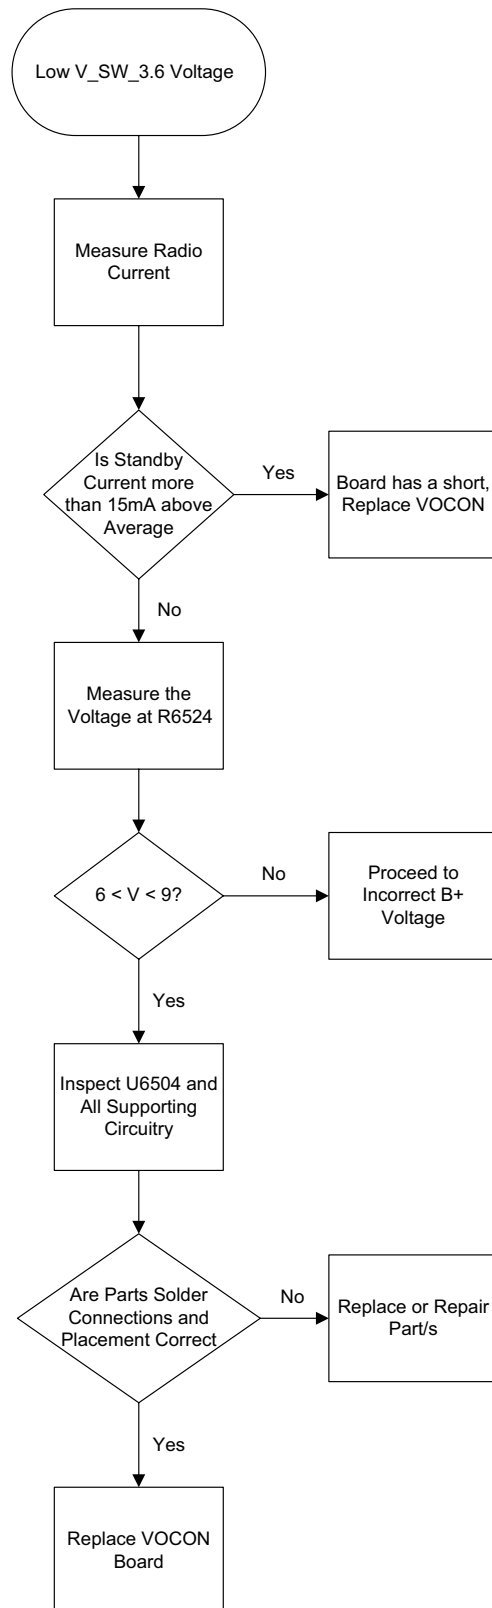 Low V_SW_3.6 Voltage
Measure Radio
Current
Is Standby
Current more
than 15mA above
Average
Yes
Board has a short,
Replace VOCON
No
Measure the
Voltage at R6524
6 < V < 9?
No
Proceed to
Incorrect B+
Voltage
Yes
Inspect U6504 and
All Supporting
Circuitry
Are Parts Solder
Connections and
Placement Correct
No
Replace or Repair
Part/s
Yes
Replace VOCON
Board